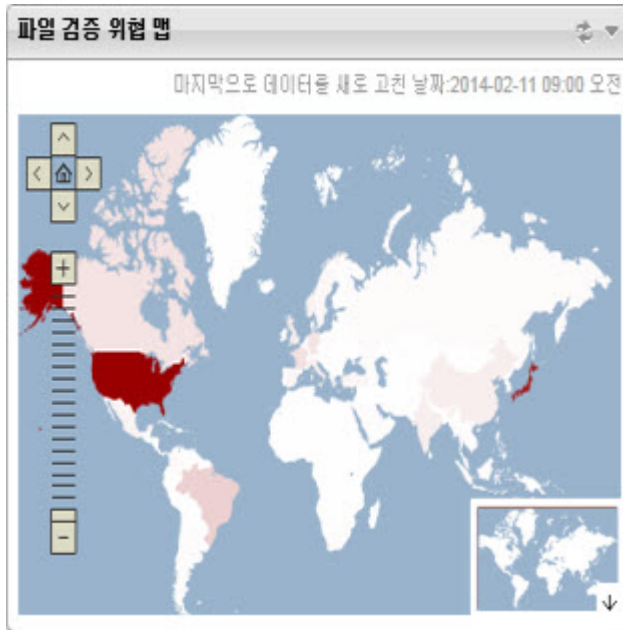 파일 검증 위협 맵
마지막으로 데이터를 새로 고친 날짜:2014-02-11 09:00 오전